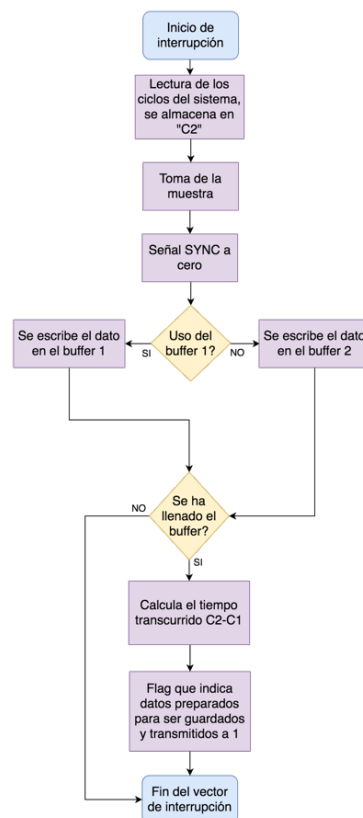 Inicio de
interrupción
Lectura de los
ciclos del sistema,
se almacena en
"C2"
Toma de la
muestra
Señal SYNC a
cero
Uso del
buffer 1?
SI
NO
Se escribe el dato
en el buffer 1
Se escribe el dato
en el buffer 2
Se ha
llenado el
buffer?
NO
SI
Calcula el tiempo
transcurrido C2-C1
Flag que indica
datos preparados
para ser guardados
y transmitidos a 1
Fin del vector
de interrupción